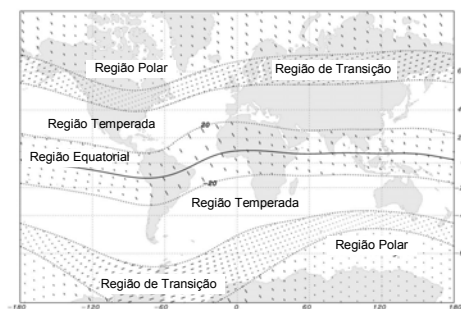 Região Polar
Região de Transição
Região Temperada
20
Região Equatorial
-20
Região Temperada
Região Polar
Região de Transição
-180
-120
-60
0
60
120
180